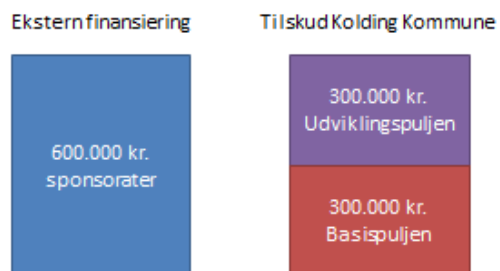 Ekstern finansiering
Tilskud Kolding Kommune
600.000 kr.
sponsorater
300.000 kr.
Udviklingspuljen
300.000 kr.
Basispuljen